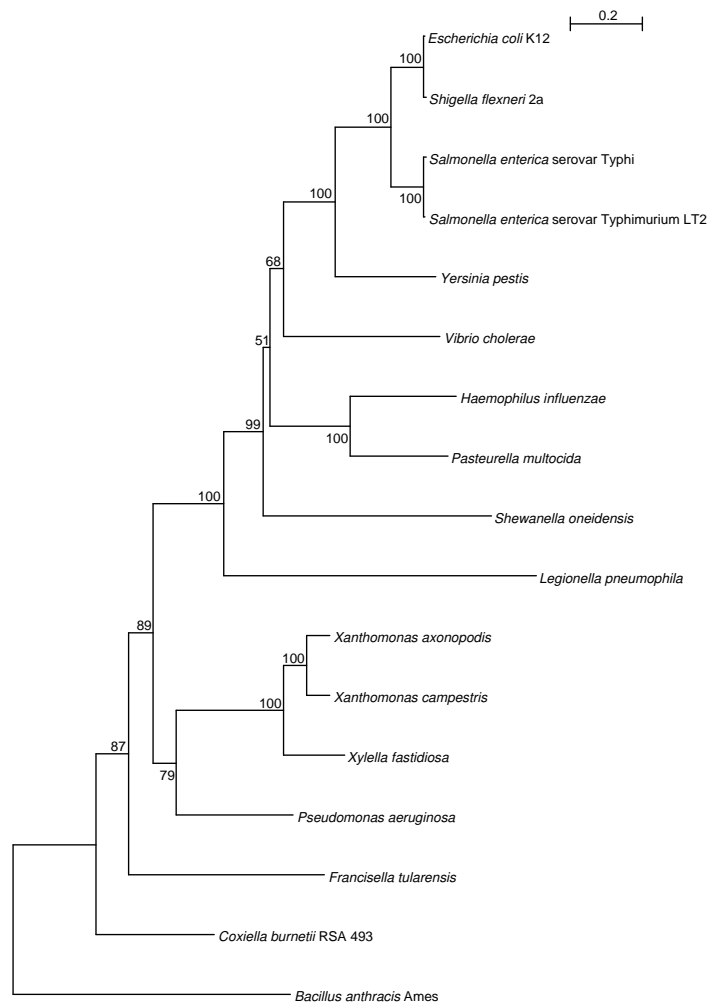 0.2
Escherichia coli K12
100
Shigella flexneri 2a
100
Salmonella enterica serovar Typhi
100
100
Salmonella enterica serovar Typhimurium LT2
68
Yersinia pestis
51
Vibrio cholerae
Haemophilus influenzae
99
100
Pasteurella multocida
100
Shewanella oneidensis
Legionella pneumophila
89
Xanthomonas axonopodis
100
Xanthomonas campestris
100
87
Xylella fastidiosa
79
Pseudomonas aeruginosa
Francisella tularensis
Coxiella burnetii RSA 493
Bacillus anthracis Ames